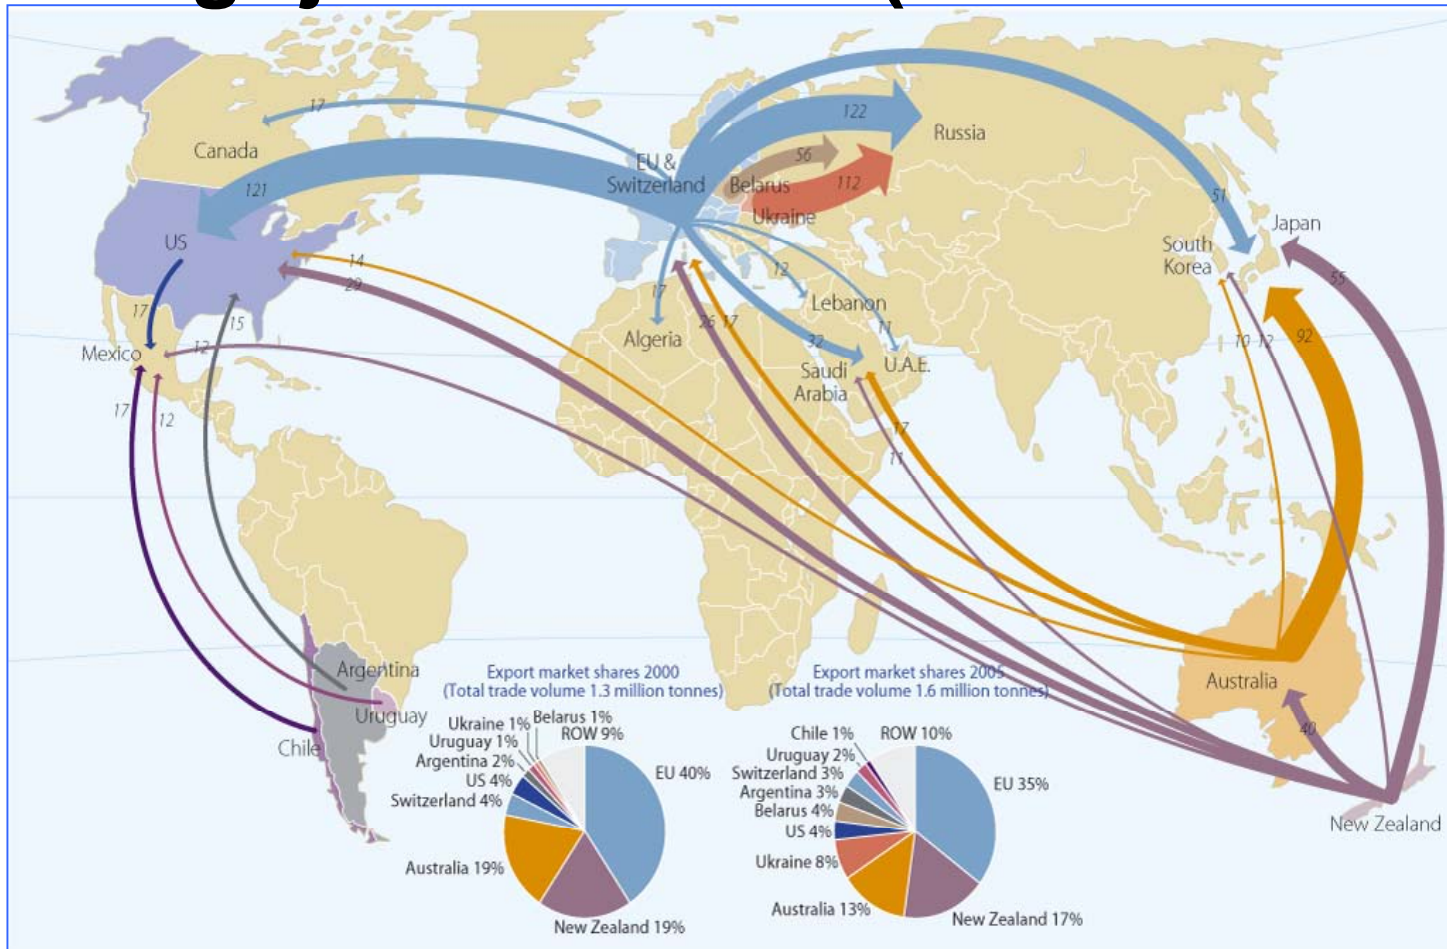 Canada
17
EU &
Switzerland
122
Russia
56
Belarus
112
Ukraine
121
US
51
Japan
South
Korea
14
29
17
15
12
Mexico
17
12
17
Algeria
26 17
12
Lebanon
32
11
Saudi
Arabia
U.A.E.
17
11
10 12
92
55
Argentina
Uruguay
Chile
Australia
40
New Zealand
Export market shares 2000
(Total trade volume 1.3 million tonnes)
Ukraine 1%
Belarus 1%
Uruguay 1%
ROW 9%
Argentina 2%
US 4%
Switzerland 4%
EU 40%
Australia 19%
New Zealand 19%
Export market shares 2005
(Total trade volume 1.6 million tonnes)
Chile 1%
ROW 10%
Uruguay 2%
Switzerland 3%
Argentina 3%
Belarus 4%
US 4%
EU 35%
Ukraine 8%
Australia 13%
New Zealand 17%